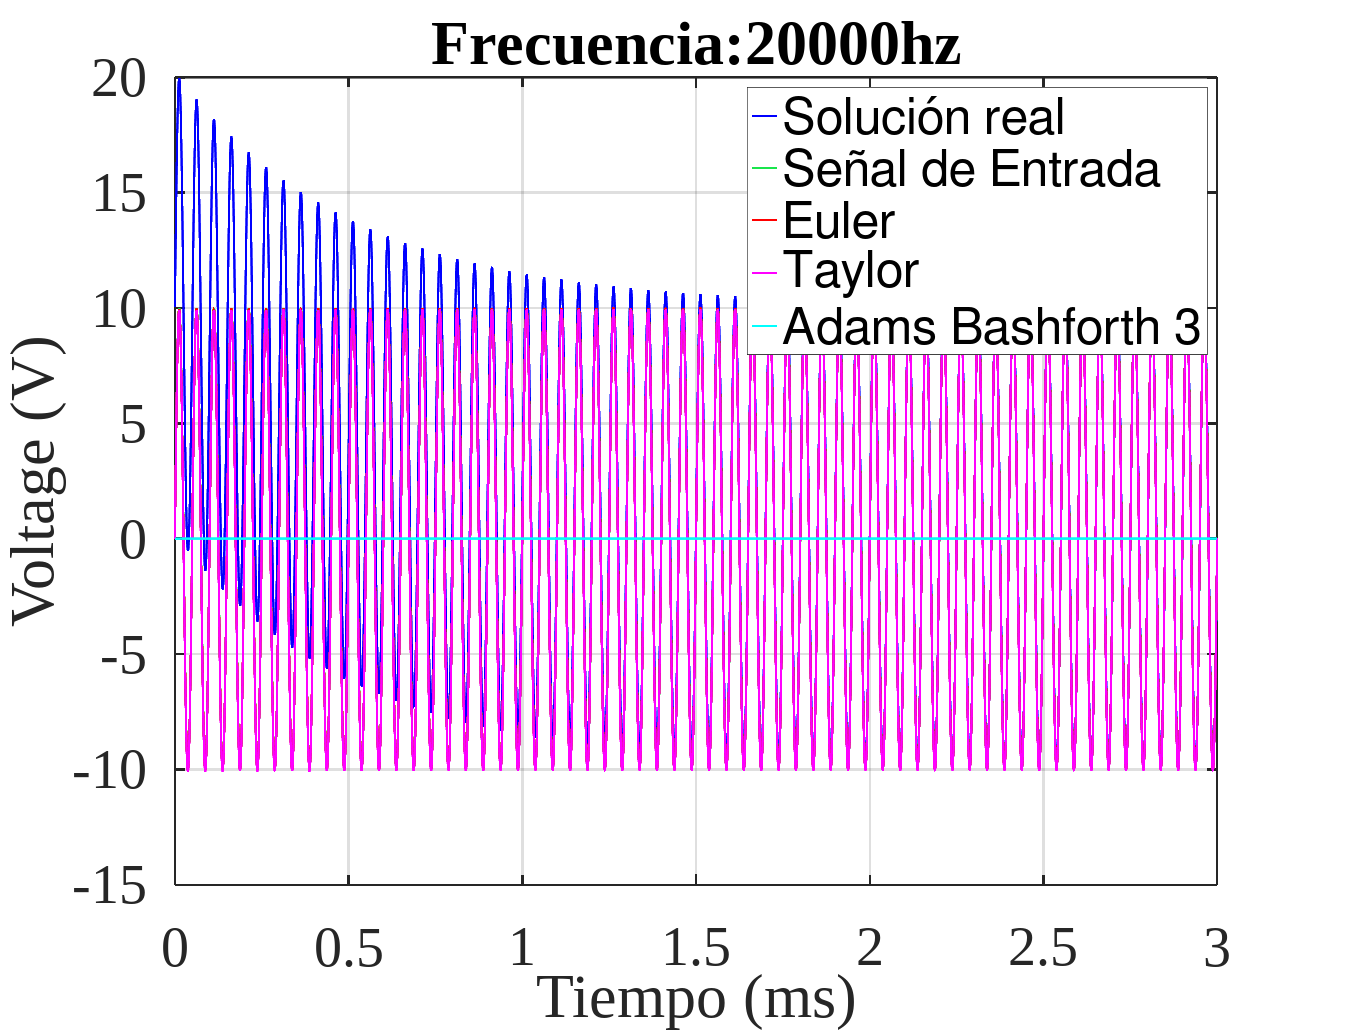 Frecuencia:20000hz
20
15
10
5
0
-5
-10
-15
Voltage (V)
Solución real
Señal de Entrada
Euler
Taylor
Adams Bashforth 3
0 0.5 1 1.5 2 2.5 3
Tiempo (ms)